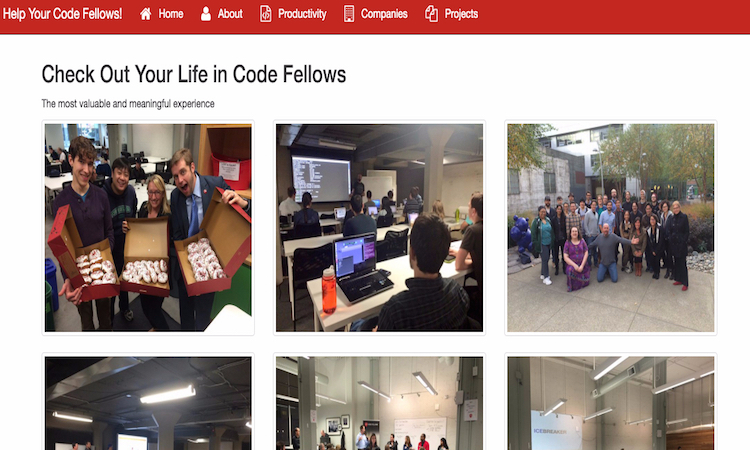 Help Your Code Fellows! Home About Productivity Companies Projects
Check Out Your Life in Code Fellows
The most valuable and meaningful experience
ICEBREAKER